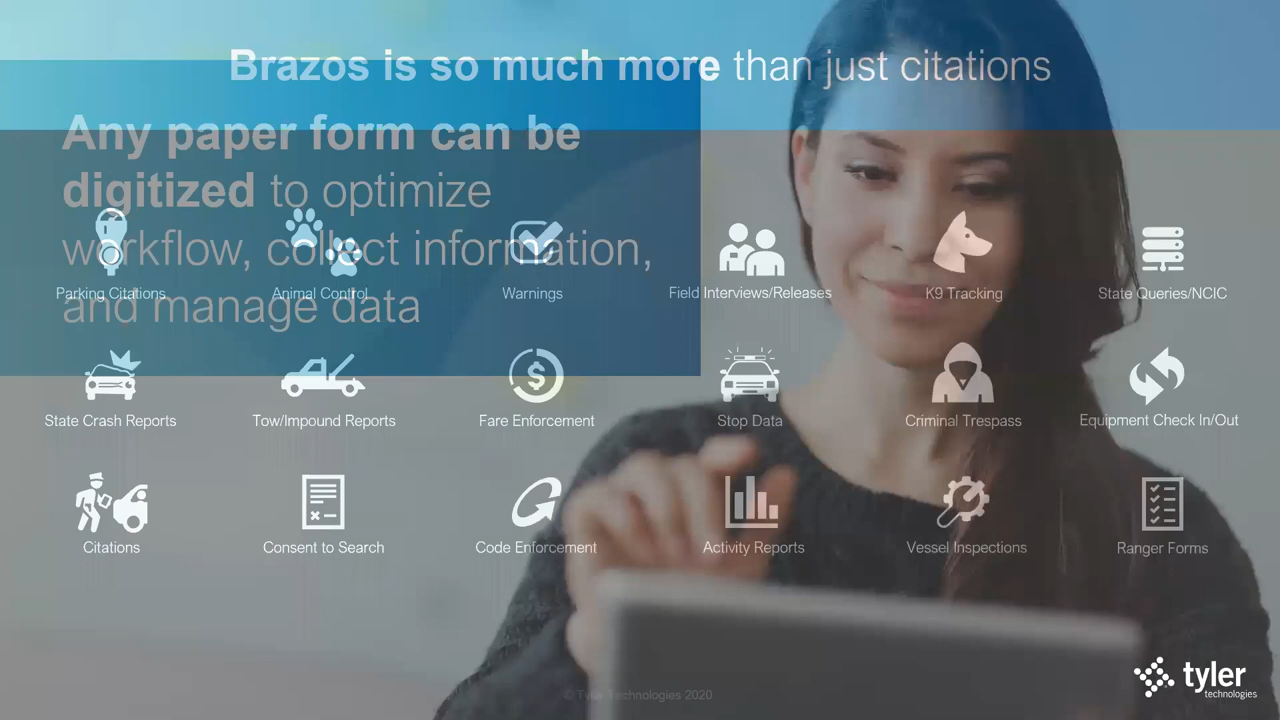 Brazos is so much more than just citations
Any paper form can be
digitized to optimize
workflow, collect information,
and manage data
Parking Citations
Animal Control
Warnings
Field Interviews/Releases
K9 Tracking
State Queries/NCIC
State Crash Reports
Tow/Impound Reports
Fare Enforcement
Stop Data
Criminal Trespass
Equipment Check In/Out
Citations
Consent to Search
Code Enforcement
Activity Reports
Vessel Inspections
Ranger Forms
© Tyler Technologies 2020
tyler
technologies